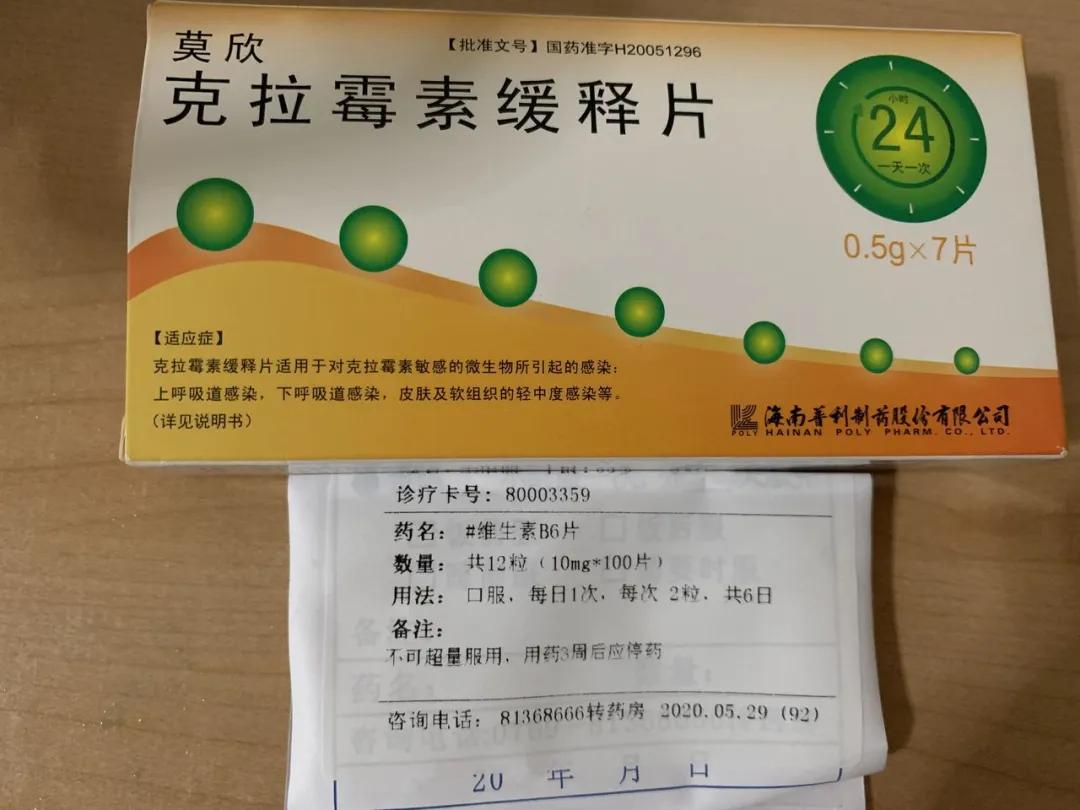 莫欣
【批准文号】国药准字H20051296
克拉霉素缓释片
小时
24
一天一次
0.5g×7片
【适应症】
克拉霉素缓释片适用于对克拉霉素敏感的微生物所引起的感染：
上呼吸道感染，下呼吸道感染，皮肤及软组织的轻中度感染等。
（详见说明书）
POLY
海南普利制药股份有限公司
HAINAN POLY PHARM. CO., LTD.
诊疗卡号：80003359
药名：#维生素B6片
数量：共12粒（10mg*100片）
用法：口服，每日1次，每次 2粒，共6日
备注：
不可超量服用，用药3周后应停药
咨询电话：81368666转药房 2020.05.29 (92)
20 年 月 日